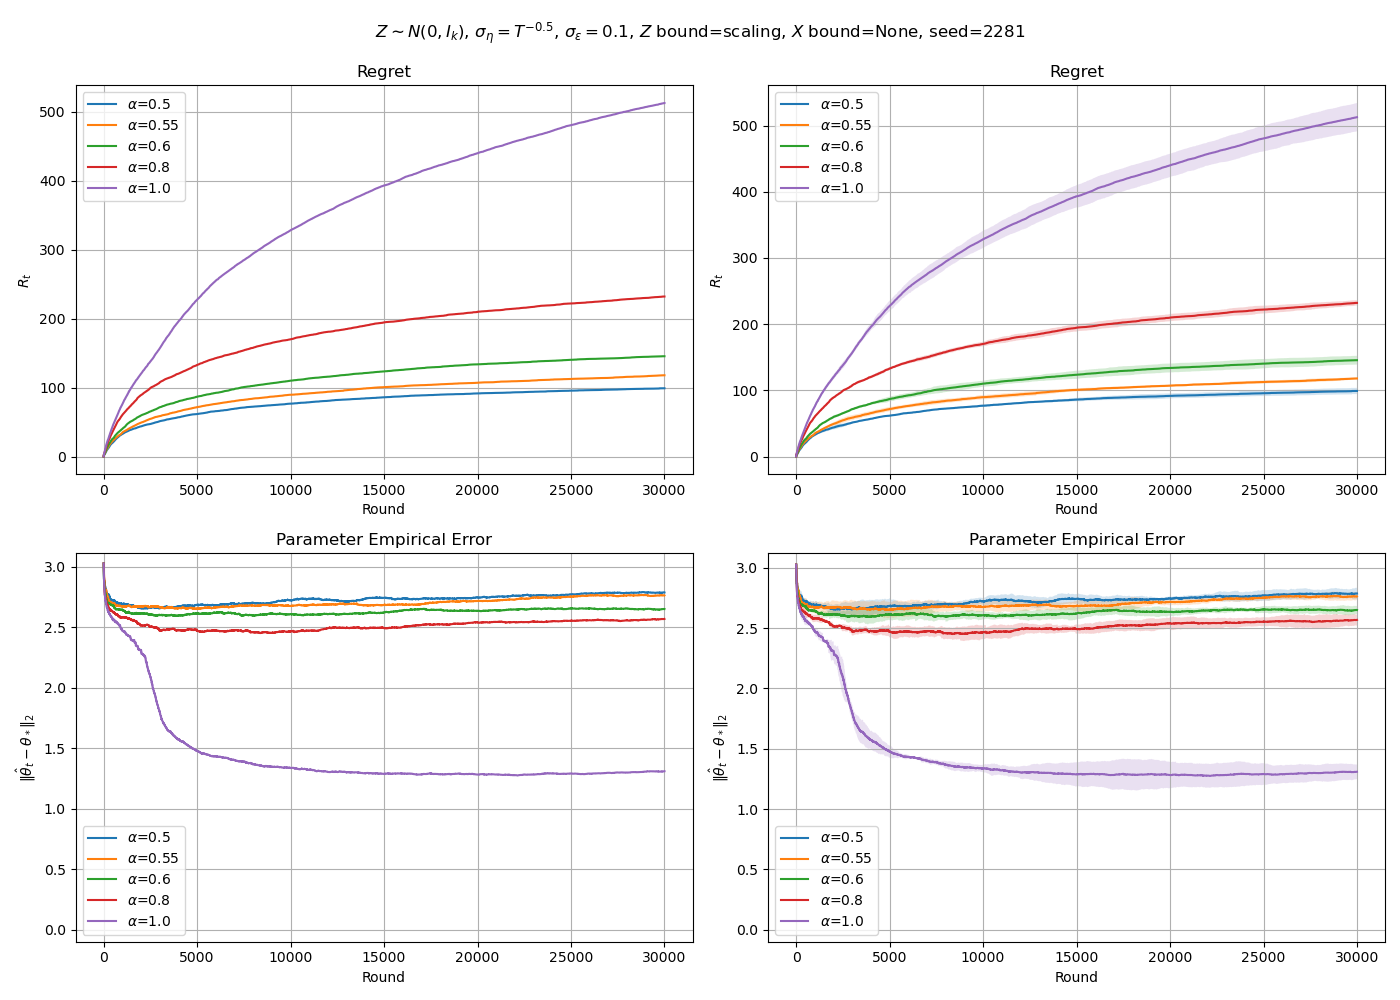 Z ~ N(0, I_k), σ_η = T^{-0.5}, σ_ε = 0.1, Z bound=scaling, X bound=None, seed=2281
Regret
R_t
500
400
300
200
100
0
α=0.5
α=0.55
α=0.6
α=0.8
α=1.0
0 5000 10000 15000 20000 25000 30000
Round
Regret
R_t
500
400
300
200
100
0
α=0.5
α=0.55
α=0.6
α=0.8
α=1.0
0 5000 10000 15000 20000 25000 30000
Round
Parameter Empirical Error
‖θ̂_t − θ_*‖_2
3.0
2.5
2.0
1.5
1.0
0.5
0.0
α=0.5
α=0.55
α=0.6
α=0.8
α=1.0
0 5000 10000 15000 20000 25000 30000
Round
Parameter Empirical Error
‖θ̂_t − θ_*‖_2
3.0
2.5
2.0
1.5
1.0
0.5
0.0
α=0.5
α=0.55
α=0.6
α=0.8
α=1.0
0 5000 10000 15000 20000 25000 30000
Round